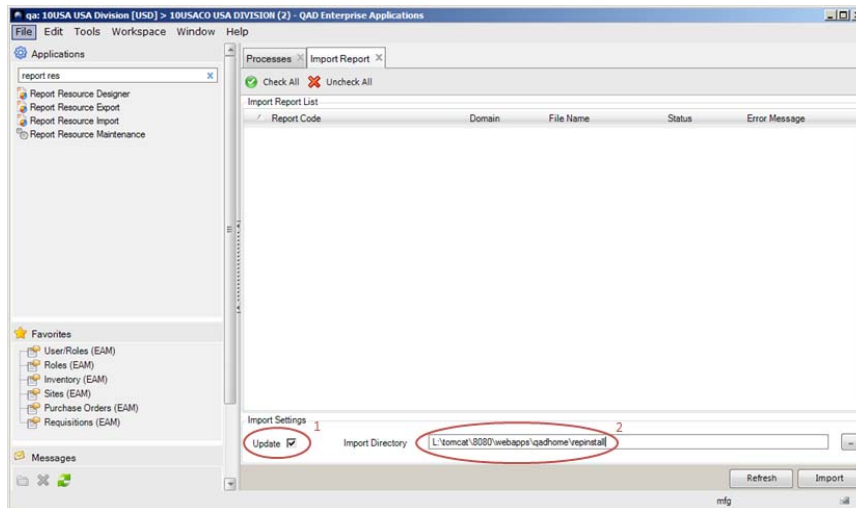 qa: 10USA USA Division [USD] > 10USACO USA DIVISION (2) - QAD Enterprise Applications
File Edit Tools Workspace Window Help
Applications
report res
Report Resource Designer
Report Resource Export
Report Resource Import
Report Resource Maintenance
Favorites
User/Roles (EAM)
Roles (EAM)
Inventory (EAM)
Sites (EAM)
Purchase Orders (EAM)
Requisitions (EAM)
Messages
Processes Import Report
Check All Uncheck All
Import Report List
Report Code Domain File Name Status Error Message
Import Settings
1 2
Update Import Directory L:\tomcat\8080\webapps\qadhome\repinstall ...
Refresh Import
mfg